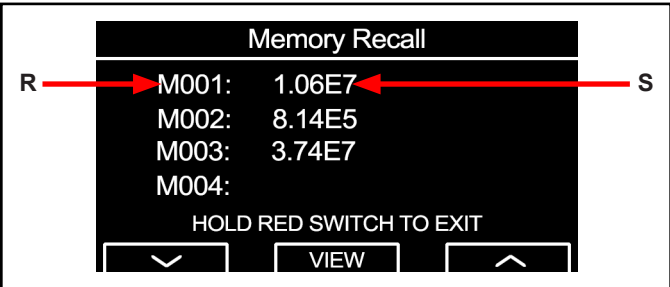 Memory Recall
R M001: 1.06E7 S
M002: 8.14E5
M003: 3.74E7
M004:
HOLD RED SWITCH TO EXIT
VIEW